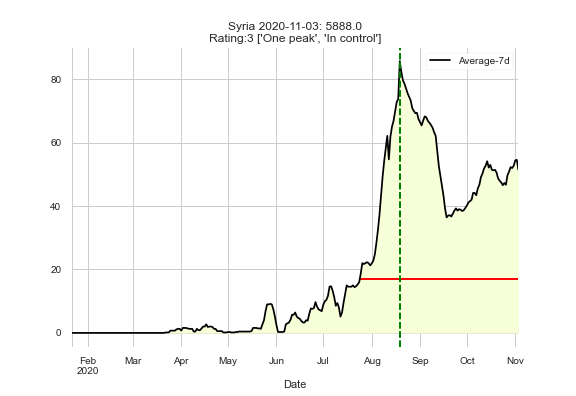 Syria 2020-11-03: 5888.0
Rating:3 ['One peak', 'In control']
Average-7d
80
60
40
20
0
Feb Mar Apr May Jun Jul Aug Sep Oct Nov
2020
Date